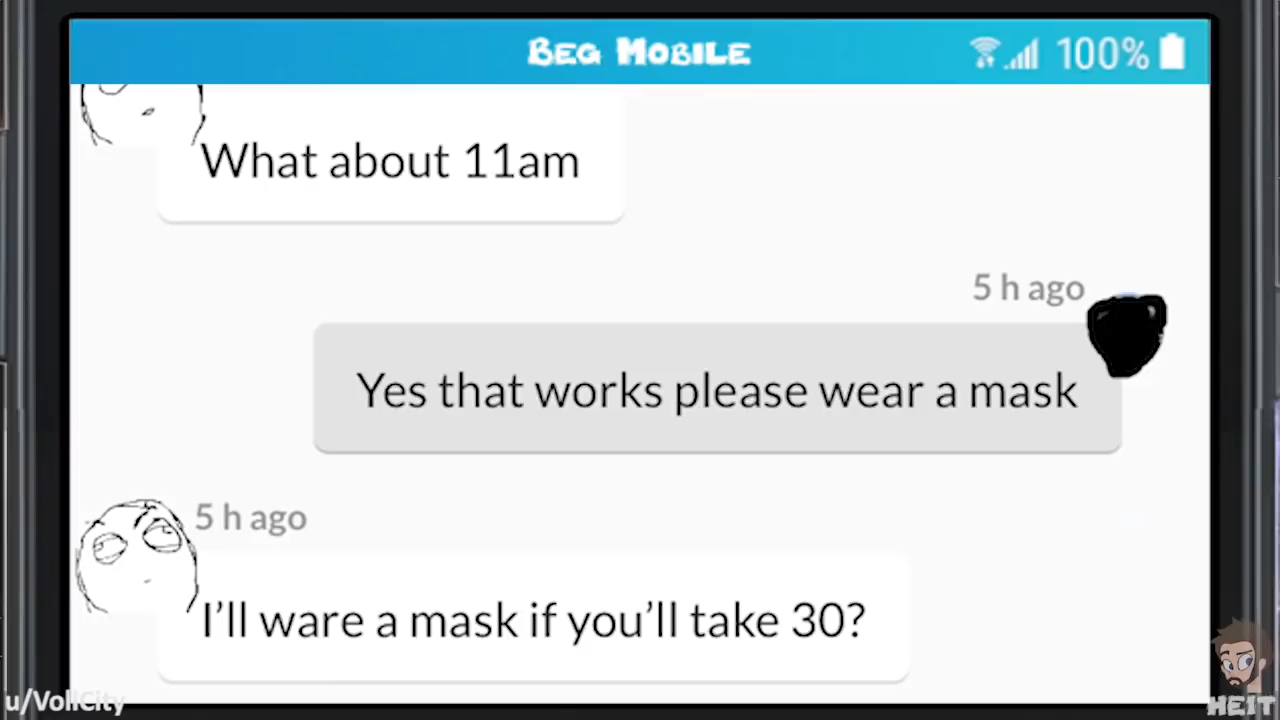 BEG MOBILE
100%
What about 11am
5 h ago
Yes that works please wear a mask
5 h ago
I'll ware a mask if you'll take 30?
u/VoliCity
HEIT